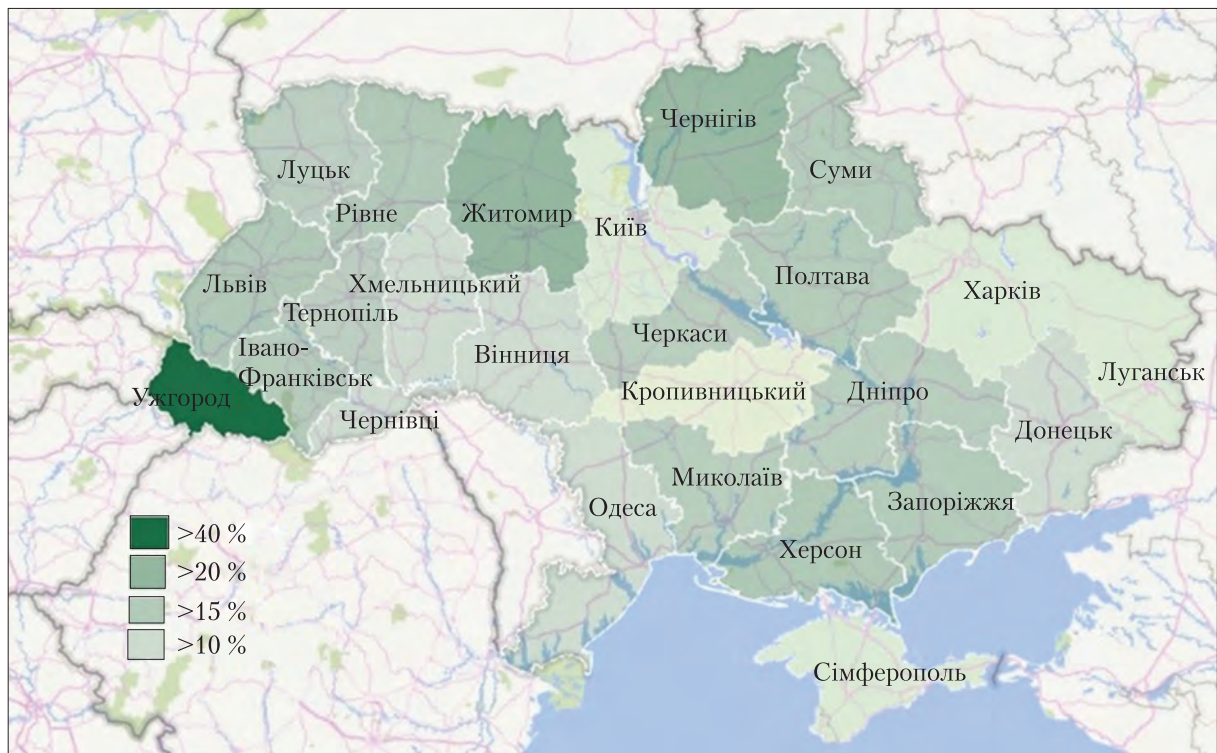 Чернігів
Луцьк
Суми
Рівне
Житомир
Київ
Львів
Хмельницький
Полтава
Харків
Тернопіль
Черкаси
Івано-
Франківськ
Вінниця
Луганськ
Ужгород
Кропивницький
Дніпро
Чернівці
Донецьк
Миколаїв
Запоріжжя
Одеса
Херсон
Сімферополь
>40 %
>20 %
>15 %
>10 %